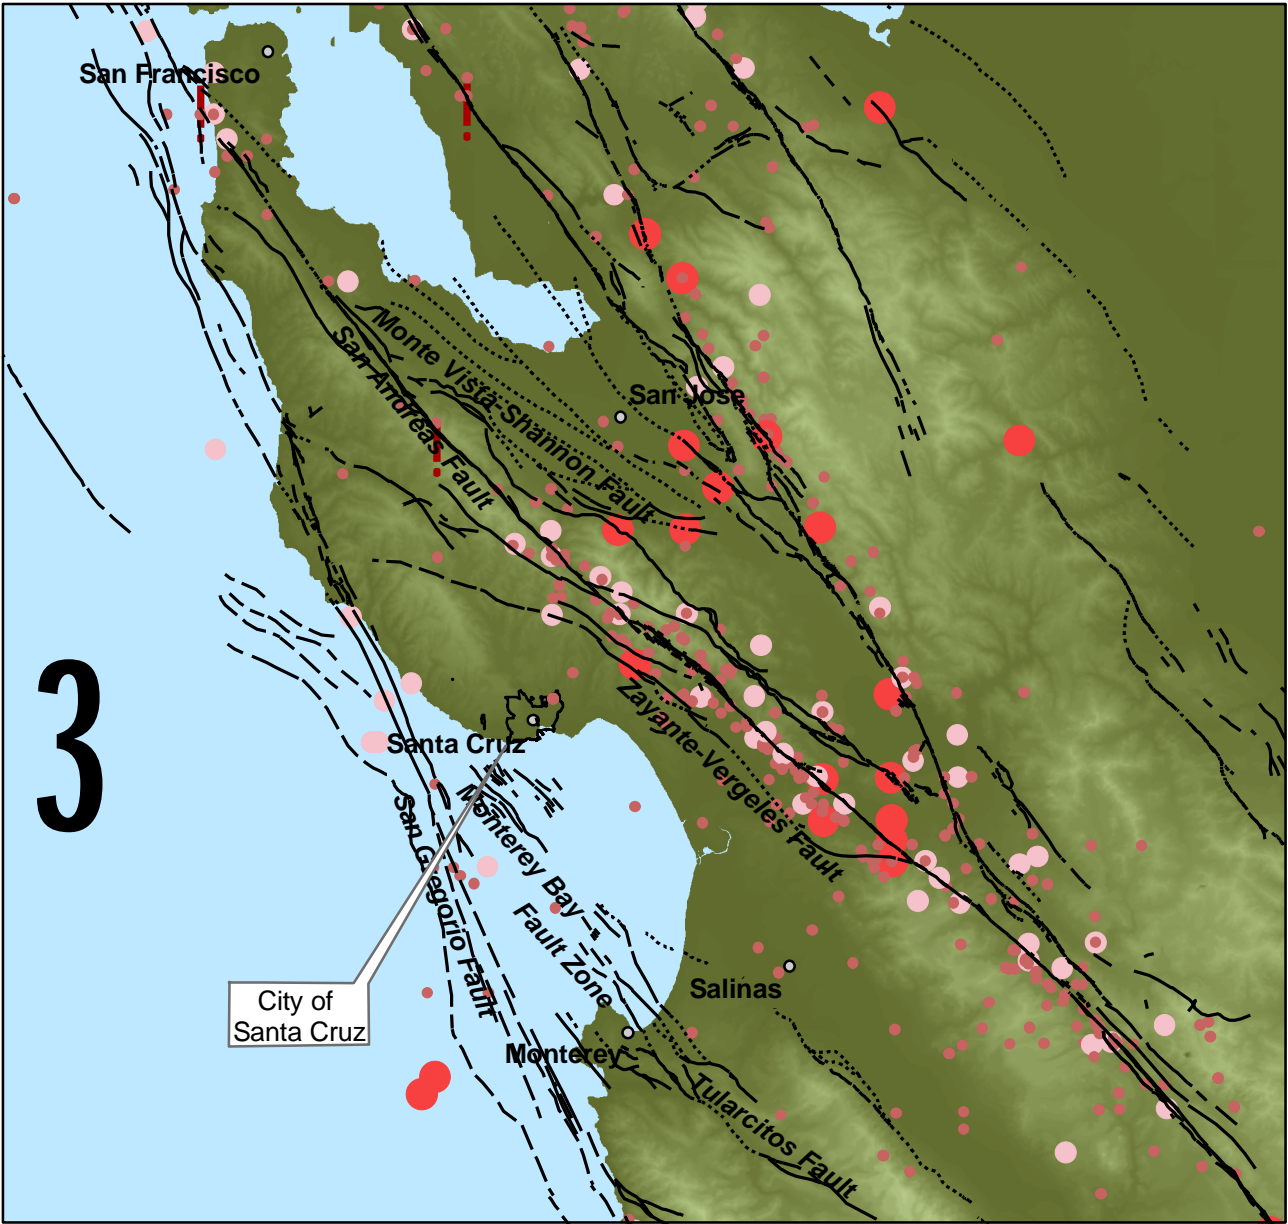 San Francisco
Monte Vista-Shannon Fault
San Andreas Fault
San Jose
3
Zayante-Vergeles Fault
Santa Cruz
Monterey Bay
Fault Zone
San Gregorio Fault
City of
Santa Cruz
Salinas
Monterey
Tularcitos Fault